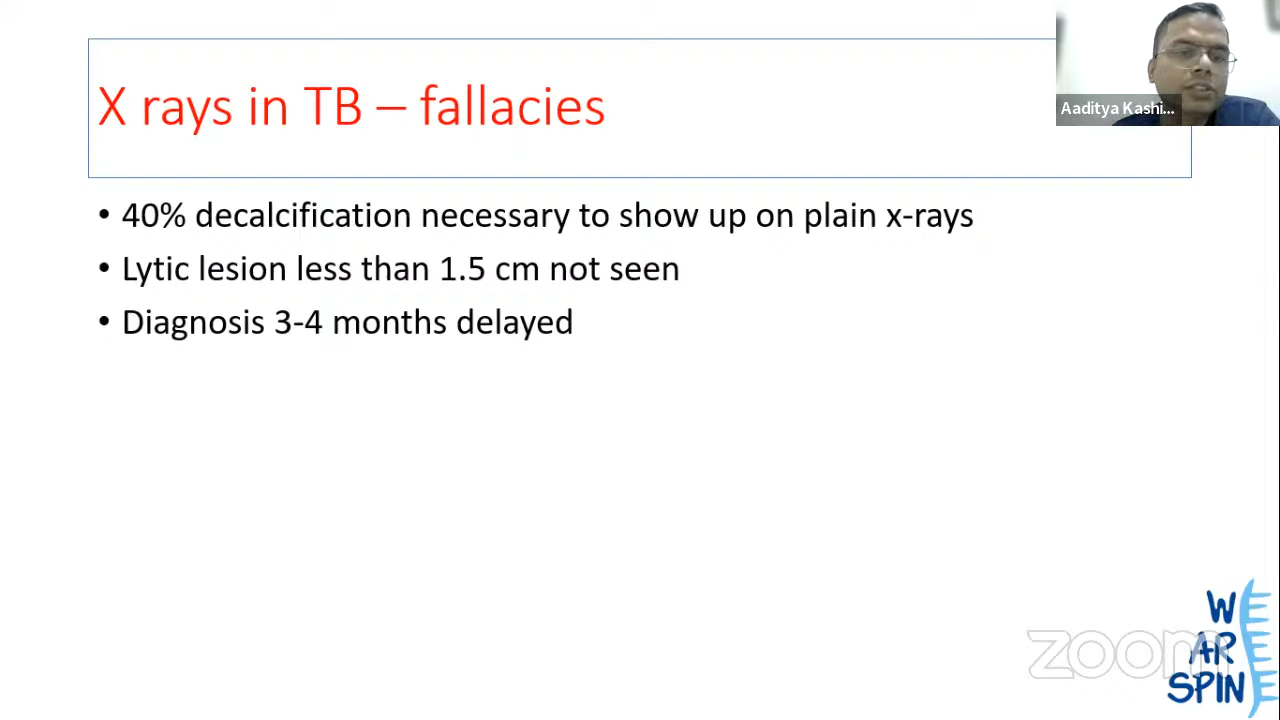 X rays in TB – fallacies
Aaditya Kashi...
• 40% decalcification necessary to show up on plain x-rays
• Lytic lesion less than 1.5 cm not seen
• Diagnosis 3-4 months delayed
zoom
W
AR
SPIN